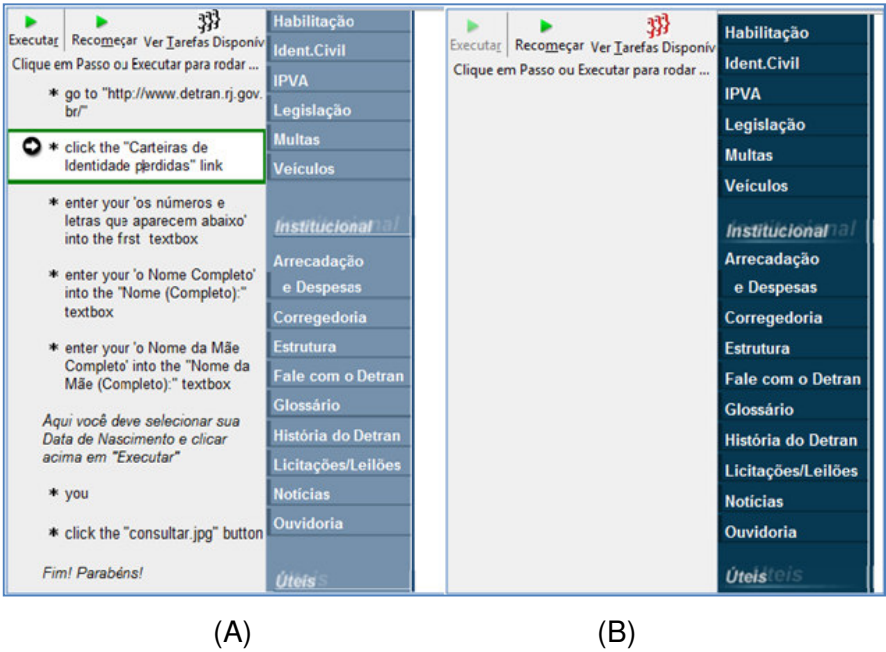 Executar Recomeçar Ver Tarefas Disponív
Clique em Passo ou Executar para rodar ...
* go to "http://www.detran.rj.gov.
br/"
* click the "Carteiras de
Identidade perdidas" link
* enter your 'os números e
letras que aparecem abaixo'
into the frst textbox
* enter your 'o Nome Completo'
into the "Nome (Completo):"
textbox
* enter your 'o Nome da Mãe
Completo' into the "Nome da
Mãe (Completo):" textbox
Aqui você deve selecionar sua
Data de Nascimento e clicar
acima em "Executar"
* you
* click the "consultar.jpg" button
Fim! Parabéns!
Habilitação
Ident.Civil
IPVA
Legislação
Multas
Veículos
Institucional
Arrecadação
e Despesas
Corregedoria
Estrutura
Fale com o Detran
Glossário
História do Detran
Licitações/Leilões
Notícias
Ouvidoria
Úteis
(A)
Executar Recomeçar Ver Tarefas Disponív
Clique em Passo ou Executar para rodar ...
Habilitação
Ident.Civil
IPVA
Legislação
Multas
Veículos
Institucional
Arrecadação
e Despesas
Corregedoria
Estrutura
Fale com o Detran
Glossário
História do Detran
Licitações/Leilões
Notícias
Ouvidoria
Úteis
(B)